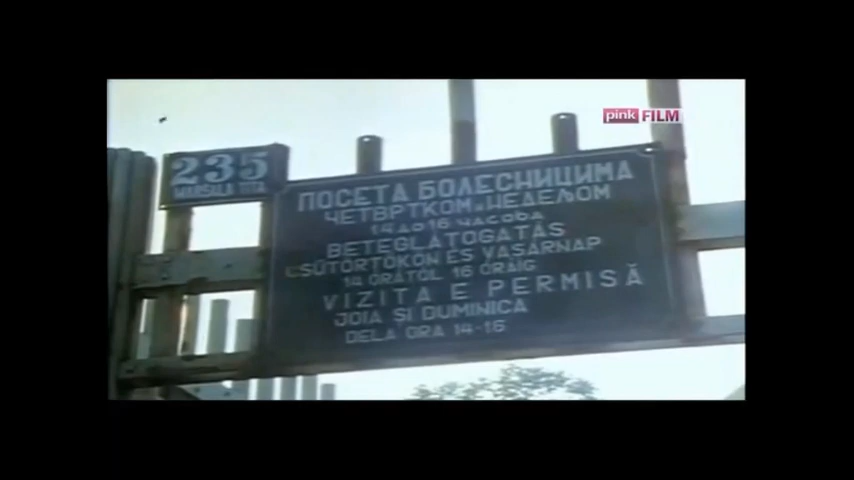 pink FILM
235
MARŠALA TITA
ПОСЕТА БОЛЕСНИЦИМА
ЧЕТВРТКОМ и НЕДЕЉОМ
14 ДО 16 ЧАСОВА
BETEGLÁTOGATÁS
CSÜTÖRTÖKÖN ÉS VASÁRNAP
14 ÓRÁTÓL 16 ÓRÁIG
VIZITA E PERMISĂ
JOIA ȘI DUMINICA
DELA ORA 14-16